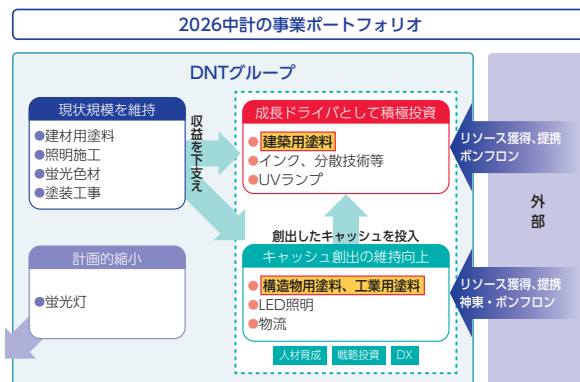 2026中計の事業ポートフォリオ
DNTグループ
現状規模を維持
●建材用塗料
●照明施工
●蛍光色材
●塗装工事
収益を下支え
成長ドライバとして積極投資
●建築用塗料
●インク、分散技術等
●UVランプ
リソース獲得、提携
ボンフロン
外部
創出したキャッシュを投入
計画的縮小
●蛍光灯
キャッシュ創出の維持向上
●構造物用塗料、工業用塗料
●LED照明
●物流
リソース獲得、提携
神東・ボンフロン
人材育成
戦略投資
DX